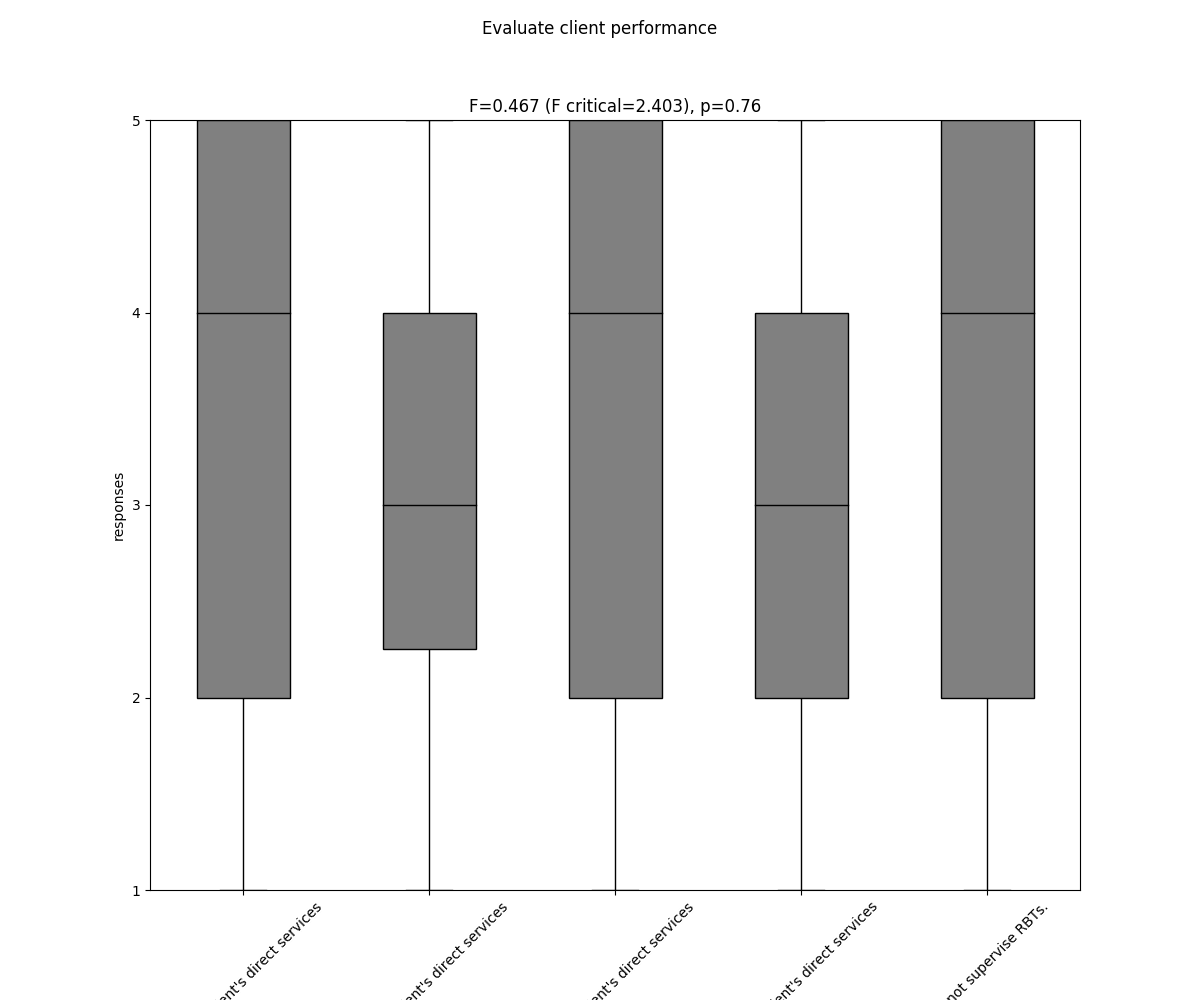 Evaluate client performance
F=0.467 (F critical=2.403), p=0.76
5
4
3
2
1
responses
ent's direct services
ent's direct services
ent's direct services
ient's direct services
not supervise RBTs.